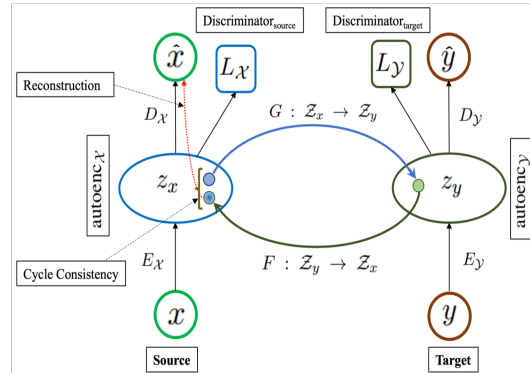 Discriminator_source
Discriminator_target
x̂
L_𝒳
L_𝒴
ŷ
Reconstruction
D_𝒳
G : 𝒵_x → 𝒵_y
D_𝒴
autoenc_𝒳
z_x
z_y
autoenc_𝒴
Cycle Consistency
E_𝒳
F : 𝒵_y → 𝒵_x
E_𝒴
x
y
Source
Target